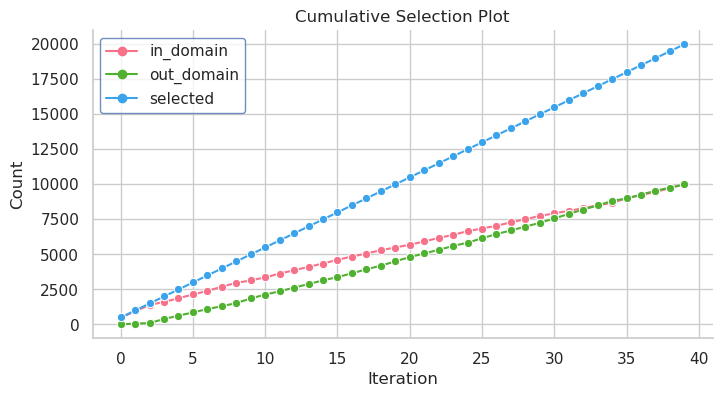 Cumulative Selection Plot
in_domain
out_domain
selected
20000
17500
15000
12500
10000
7500
5000
2500
0
Count
0 5 10 15 20 25 30 35 40
Iteration